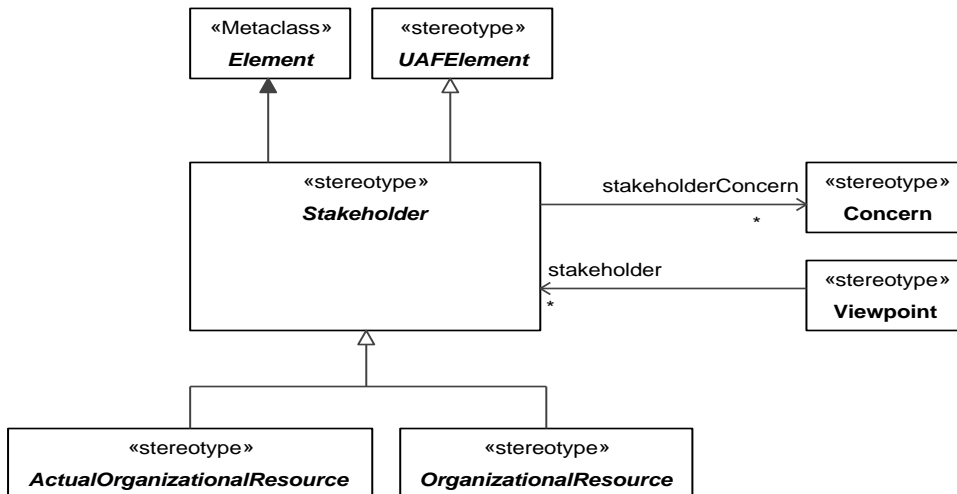 «Metaclass»
Element
«stereotype»
UAFElement
«stereotype»
Stakeholder
stakeholderConcern
*
«stereotype»
Concern
stakeholder
*
«stereotype»
Viewpoint
«stereotype»
ActualOrganizationalResource
«stereotype»
OrganizationalResource